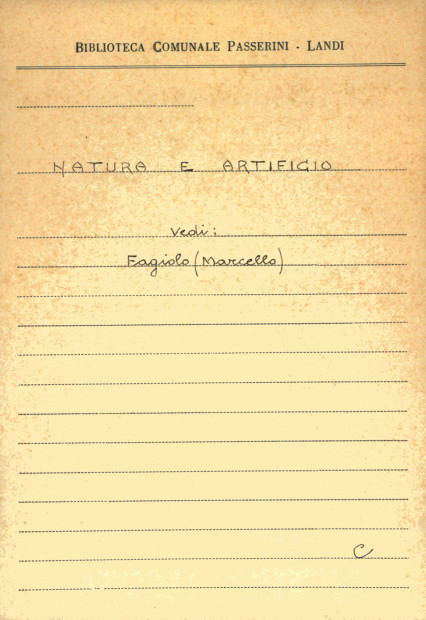 BIBLIOTECA COMUNALE PASSERINI - LANDI
NATURA E ARTIFICIO
Vedi:
Fagiolo (Marcello)
C